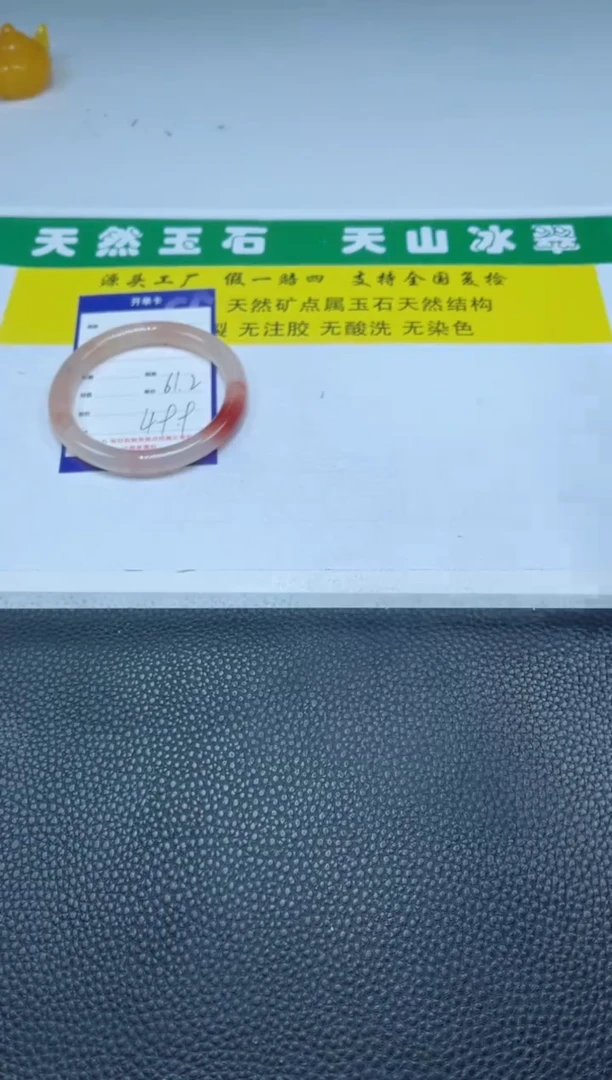 天然玉石 天山冰翠
源头工厂 假一赔四 支持全国复检
开单卡
天然矿点属玉石天然结构
裂 无注胶 无酸洗 无染色
61.2
499